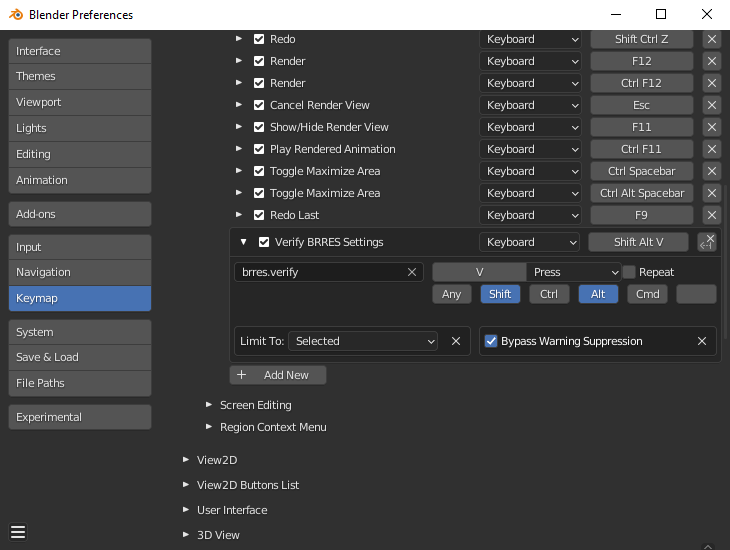 Blender Preferences
Interface
Themes
Viewport
Lights
Editing
Animation
Add-ons
Input
Navigation
Keymap
System
Save & Load
File Paths
Experimental
Redo Keyboard Shift Ctrl Z
Render Keyboard F12
Render Keyboard Ctrl F12
Cancel Render View Keyboard Esc
Show/Hide Render View Keyboard F11
Play Rendered Animation Keyboard Ctrl F11
Toggle Maximize Area Keyboard Ctrl Spacebar
Toggle Maximize Area Keyboard Ctrl Alt Spacebar
Redo Last Keyboard F9
Verify BRRES Settings Keyboard Shift Alt V
brres.verify V Press Repeat
Any Shift Ctrl Alt Cmd
Limit To: Selected Bypass Warning Suppression
Add New
Screen Editing
Region Context Menu
View2D
View2D Buttons List
User Interface
3D View